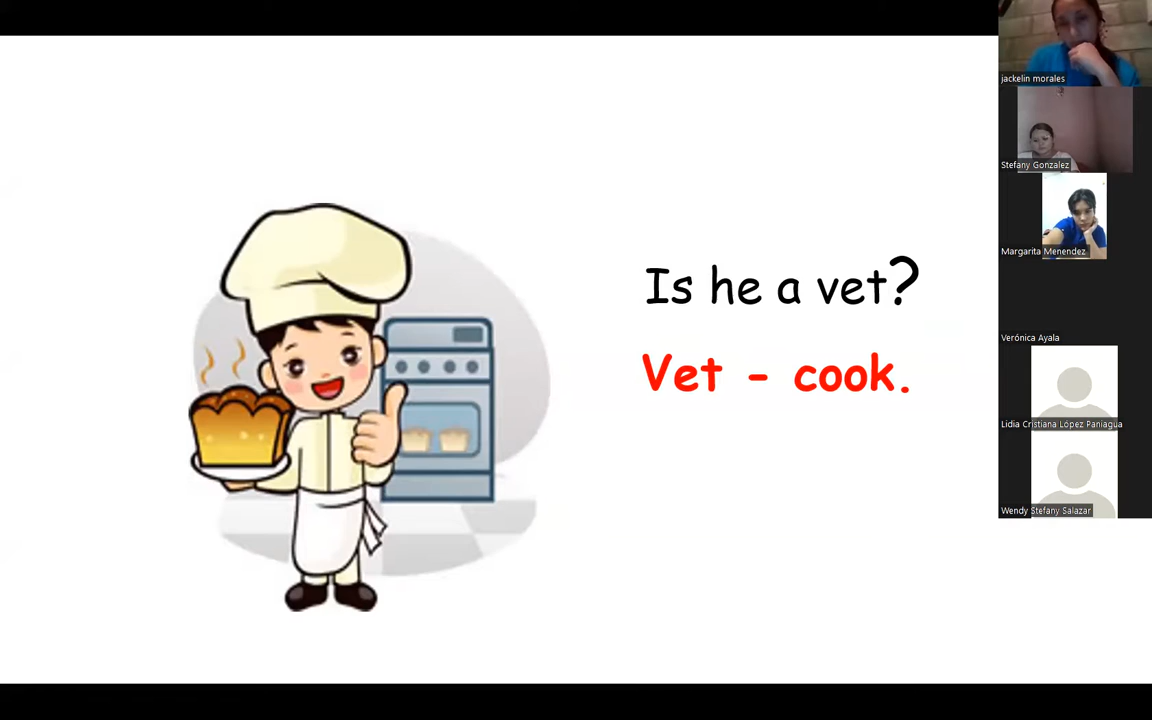 Is he a vet?
Vet - cook.
jackelin morales
Stefany Gonzalez
Margarita Menendez
Verónica Ayala
Lidia Cristiana López Paniagua
Wendy Stefany Salazar